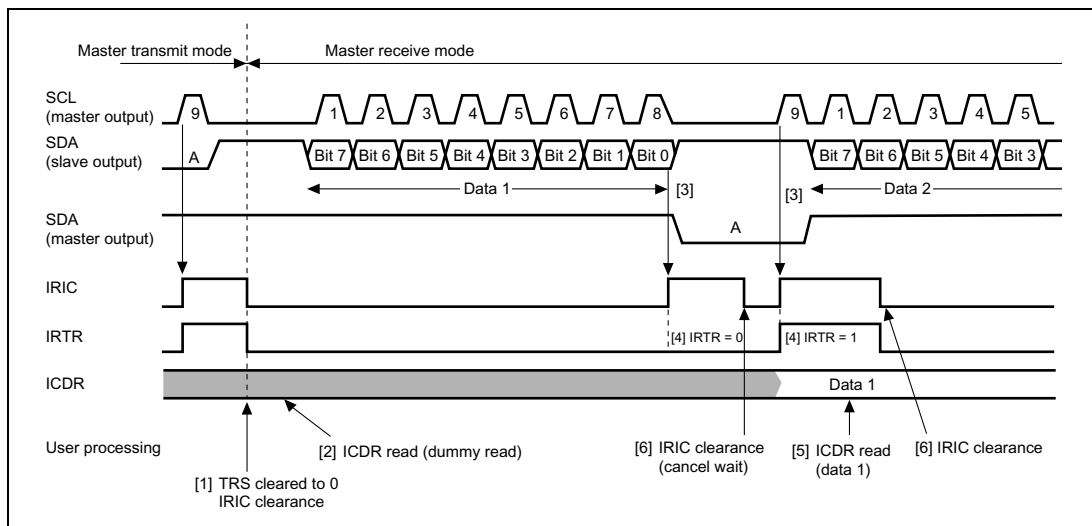 Master transmit mode
Master receive mode
SCL
(master output)
9 1 2 3 4 5 6 7 8 9 1 2 3 4 5
SDA
(slave output)
A Bit 7 Bit 6 Bit 5 Bit 4 Bit 3 Bit 2 Bit 1 Bit 0 Bit 7 Bit 6 Bit 5 Bit 4 Bit 3
Data 1 [3] [3] Data 2
SDA
(master output)
A
IRIC
IRTR
[4] IRTR = 0 [4] IRTR = 1
ICDR
Data 1
User processing
[2] ICDR read (dummy read)
[6] IRIC clearance
(cancel wait)
[5] ICDR read
(data 1)
[6] IRIC clearance
[1] TRS cleared to 0
IRIC clearance